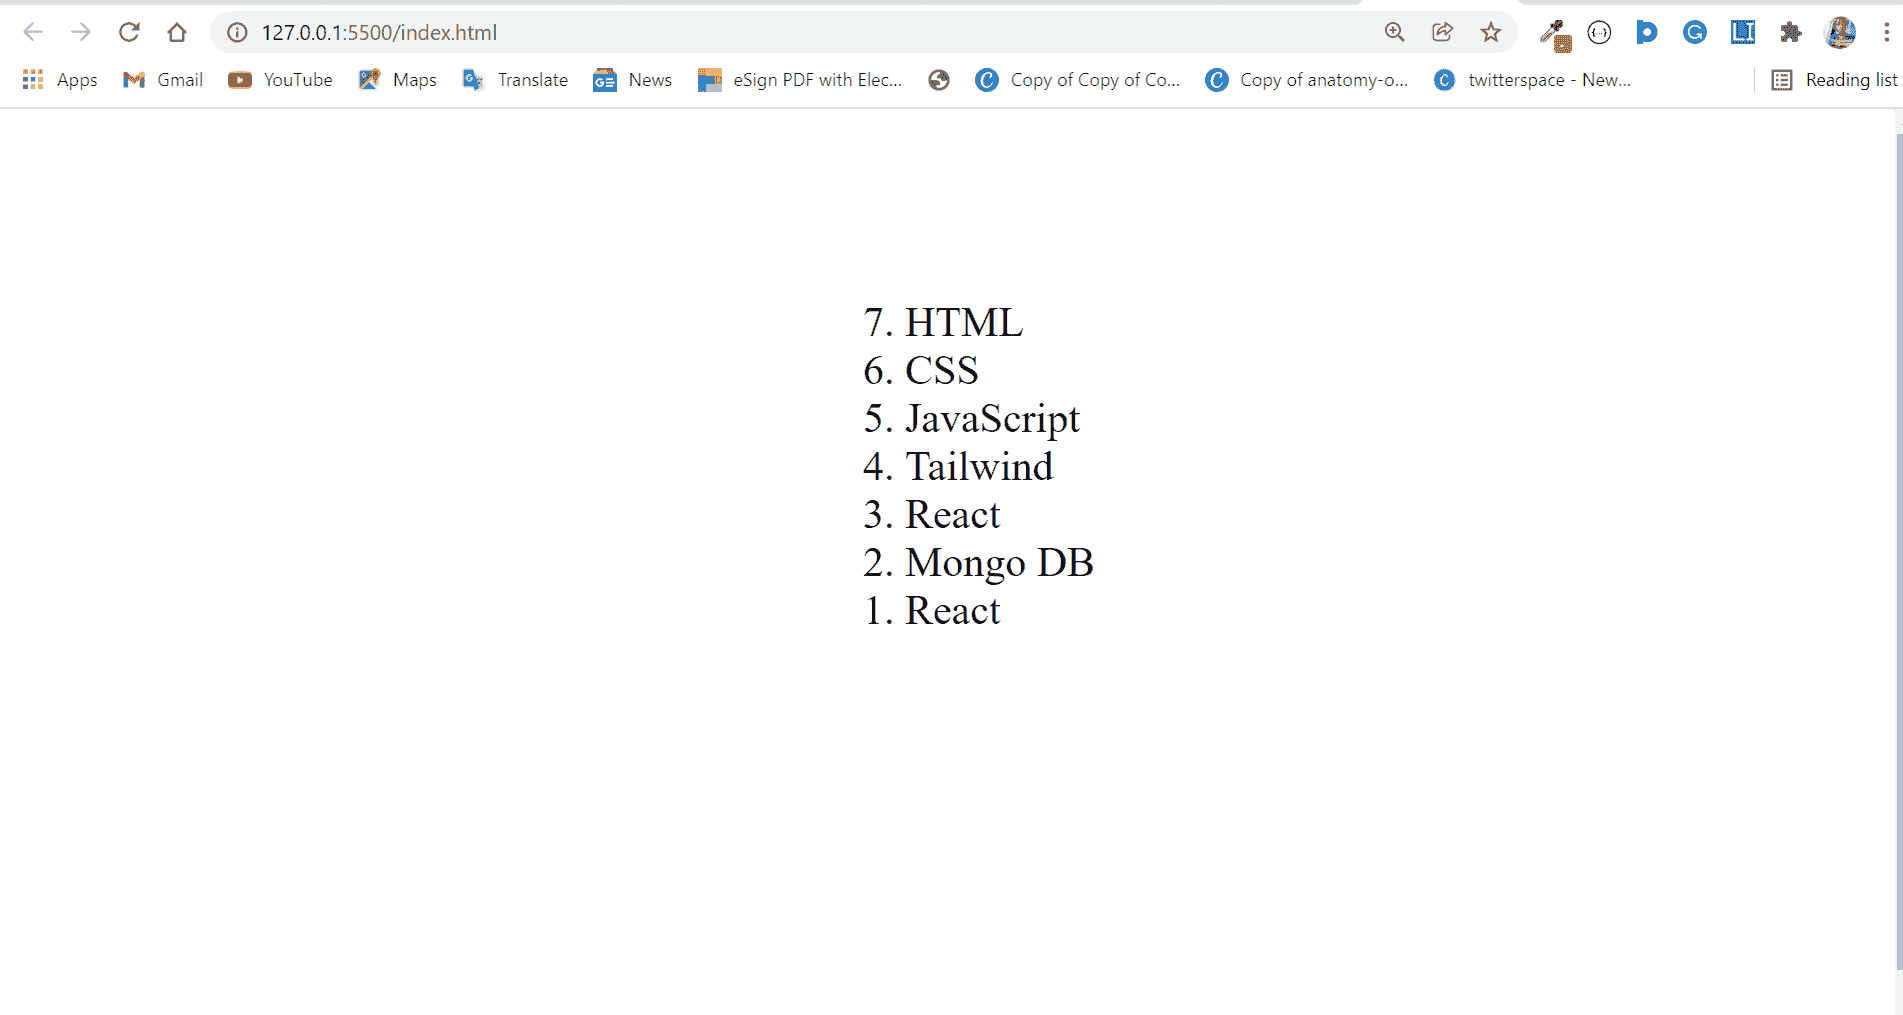 127.0.0.1:5500/index.html
Apps Gmail YouTube Maps Translate News eSign PDF with Elec... Copy of Copy of Co... Copy of anatomy-o... twitterspace - New... Reading list
7. HTML
6. CSS
5. JavaScript
4. Tailwind
3. React
2. Mongo DB
1. React